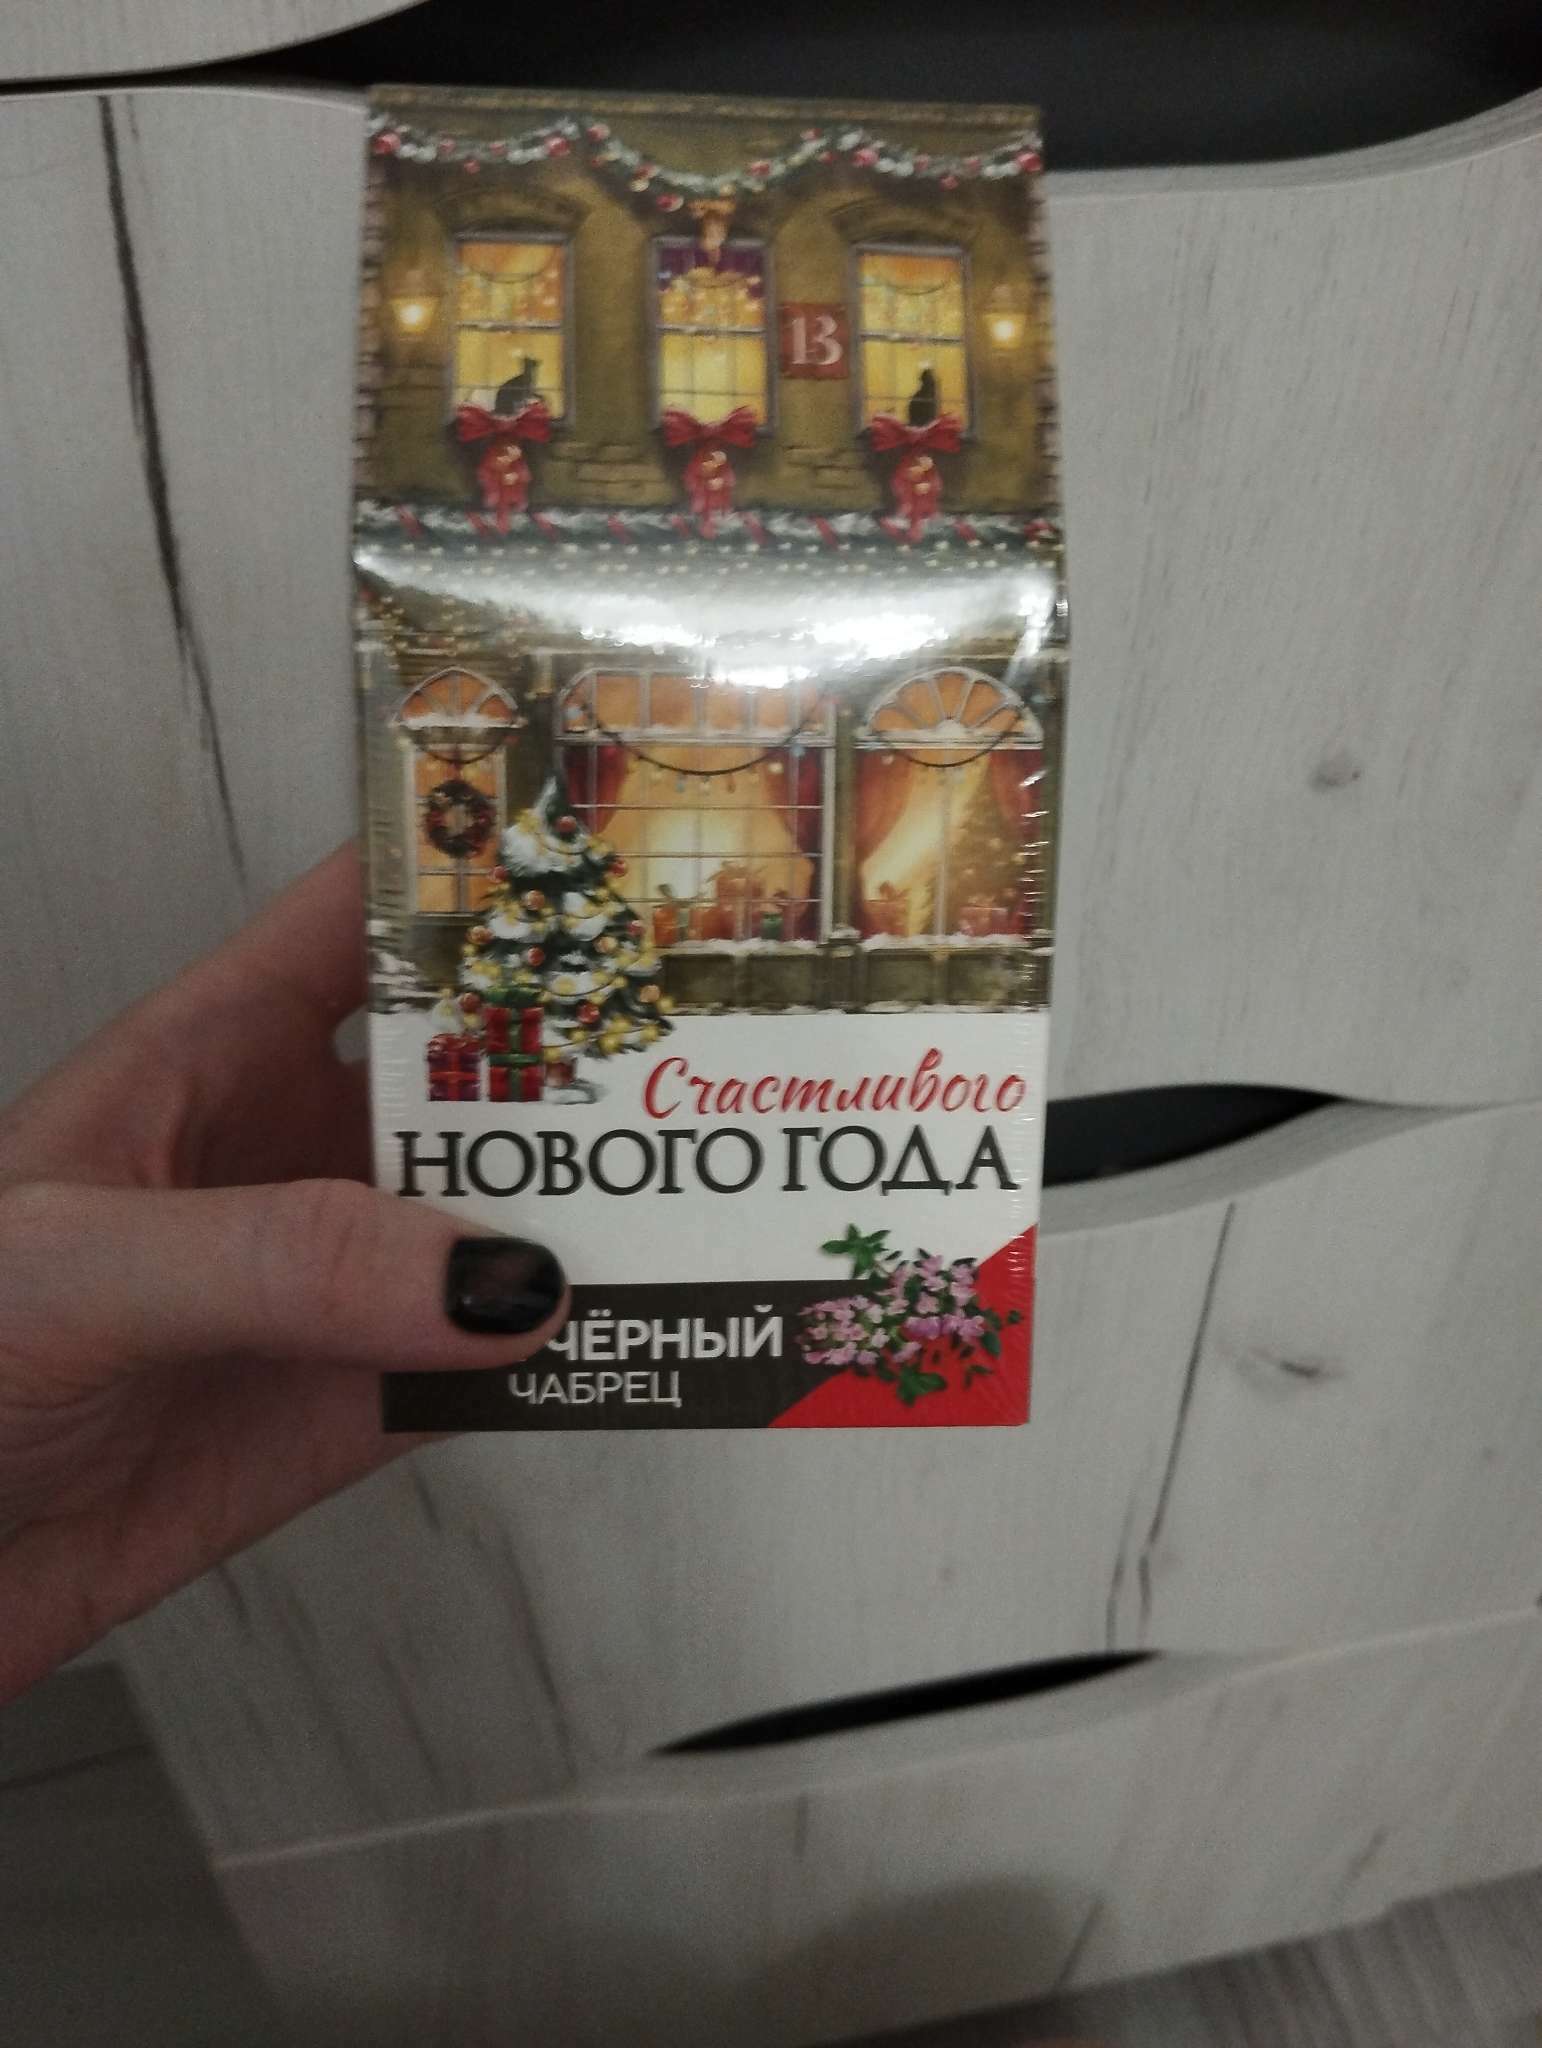 13
Счастливого
НОВОГО ГОДА
ЧЁРНЫЙ
ЧАБРЕЦ